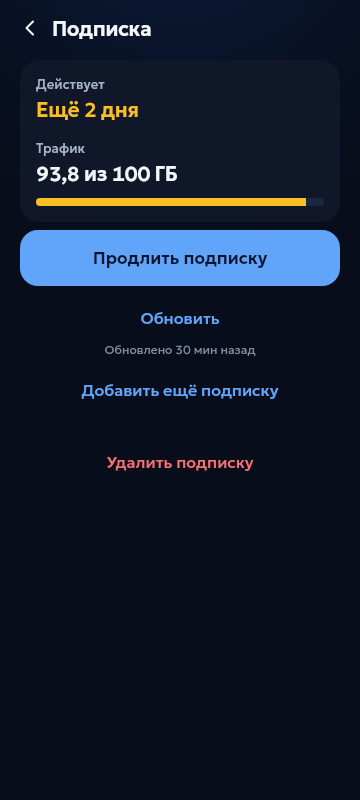 Подписка
Действует
Ещё 2 дня
Трафик
93,8 из 100 ГБ
Продлить подписку
Обновить
Обновлено 30 мин назад
Добавить ещё подписку
Удалить подписку